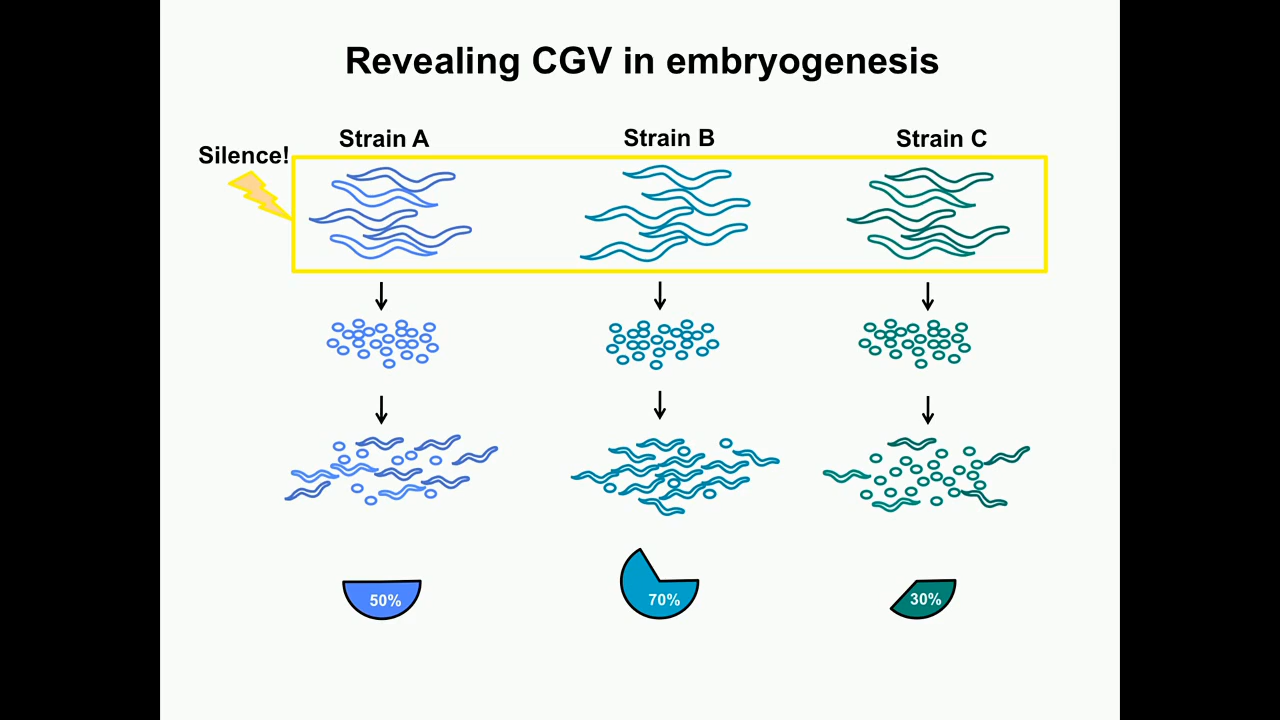 Revealing CGV in embryogenesis
Silence!
Strain A
Strain B
Strain C
50%
70%
30%